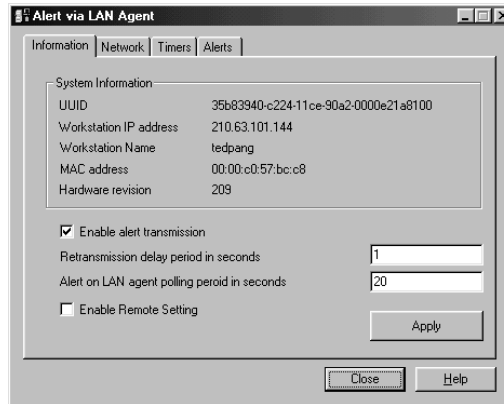 Alert via LAN Agent
Information Network Timers Alerts
System Information
UUID 35b83940-c224-11ce-90a2-0000e21a8100
Workstation IP address 210.63.101.144
Workstation Name tedpang
MAC address 00:00:c0:57:bc:c8
Hardware revision 209
Enable alert transmission
Retransmission delay period in seconds 1
Alert on LAN agent polling peroid in seconds 20
Enable Remote Setting
Apply
Close Help